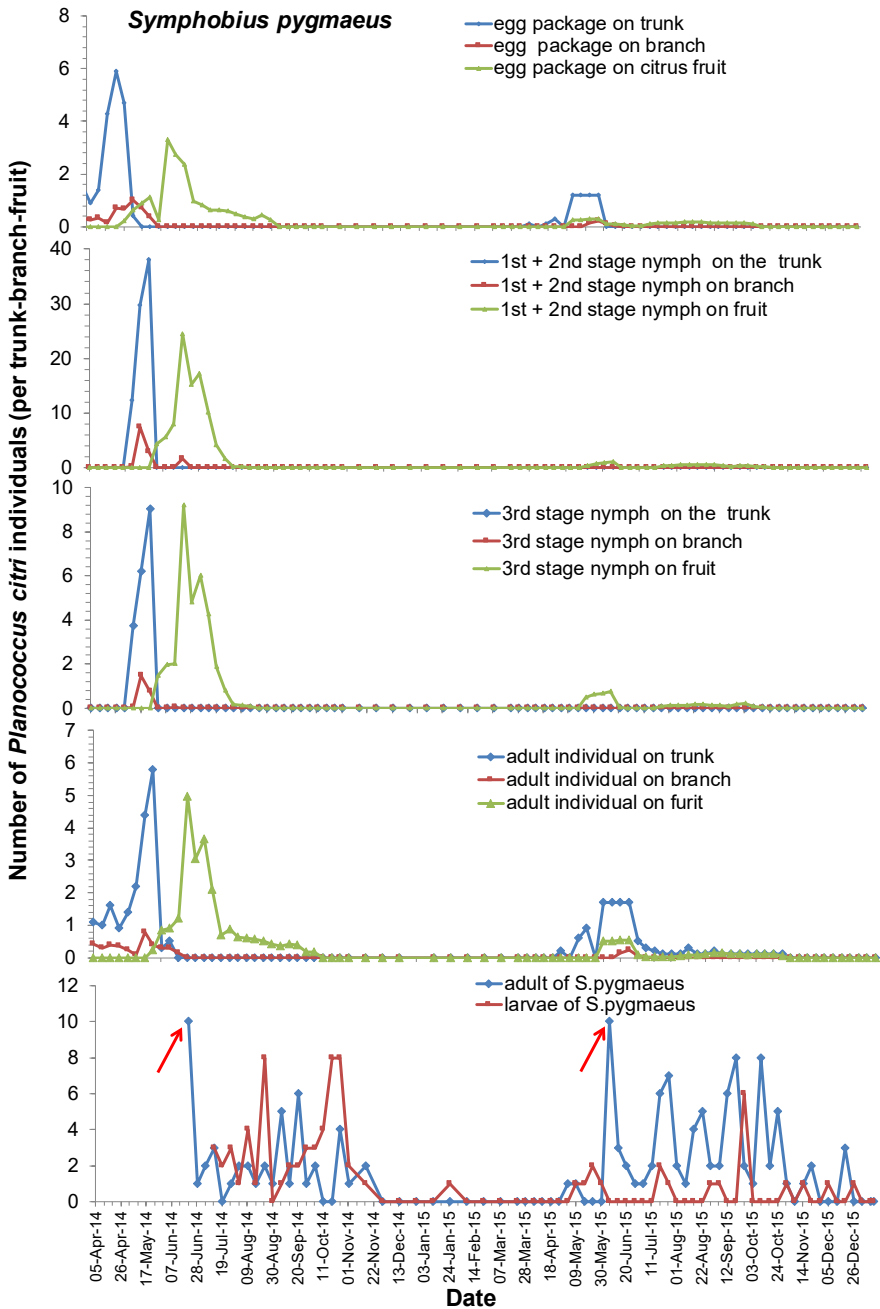 Symphobius pygmaeus
egg package on trunk
egg package on branch
egg package on citrus fruit
8
6
4
2
0
1st + 2nd stage nymph on the trunk
1st + 2nd stage nymph on branch
1st + 2nd stage nymph on fruit
40
30
20
10
0
3rd stage nymph on the trunk
3rd stage nymph on branch
3rd stage nymph on fruit
10
8
6
4
2
0
adult individual on trunk
adult individual on branch
adult individual on furit
7
6
5
4
3
2
1
0
adult of S.pygmaeus
larvae of S.pygmaeus
10
8
6
4
2
0
Number of Planococcus citri individuals (per trunk-branch-fruit)
05-Apr-14
26-Apr-14
17-May-14
07-Jun-14
28-Jun-14
19-Jul-14
09-Aug-14
30-Aug-14
20-Sep-14
11-Oct-14
01-Nov-14
22-Nov-14
13-Dec-14
03-Jan-15
24-Jan-15
14-Feb-15
07-Mar-15
28-Mar-15
18-Apr-15
09-May-15
30-May-15
20-Jun-15
11-Jul-15
01-Aug-15
22-Aug-15
12-Sep-15
03-Oct-15
24-Oct-15
14-Nov-15
05-Dec-15
26-Dec-15
Date